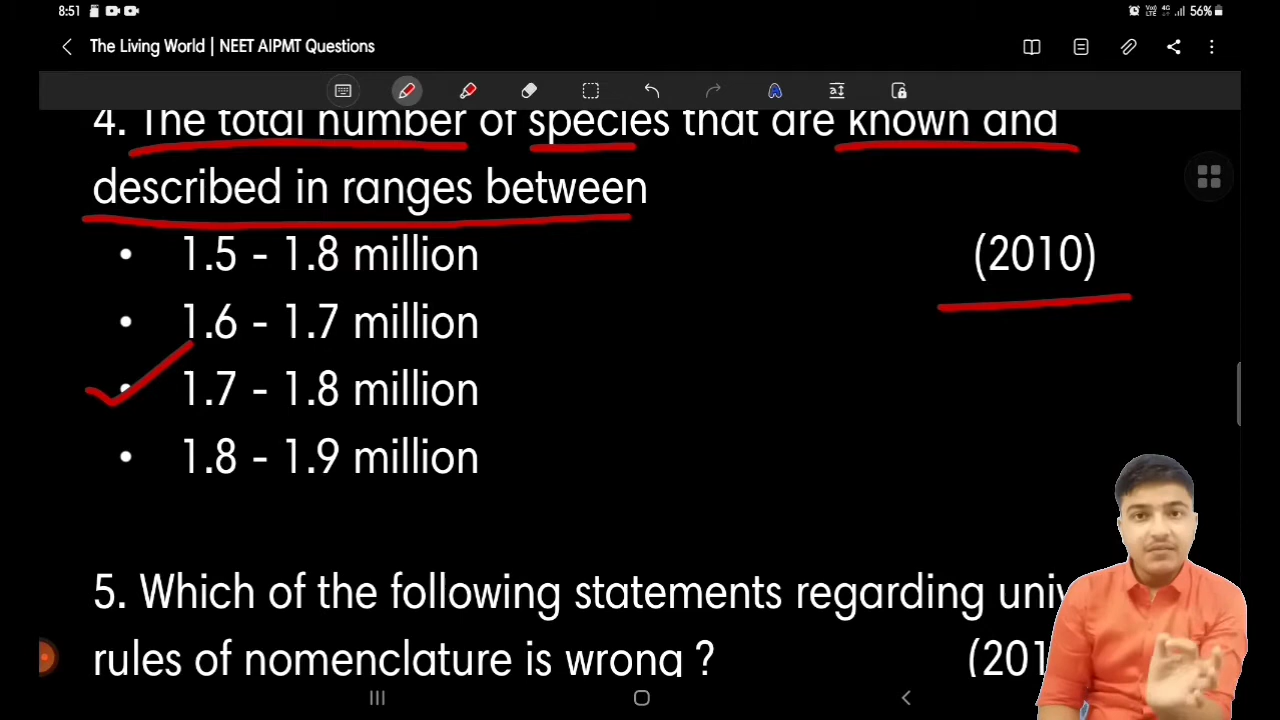 8:51
56%
The Living World | NEET AIPMT Questions
4. The total number of species that are known and
described in ranges between
• 1.5 - 1.8 million
(2010)
• 1.6 - 1.7 million
• 1.7 - 1.8 million
• 1.8 - 1.9 million
5. Which of the following statements regarding univ
rules of nomenclature is wrong ?
(201